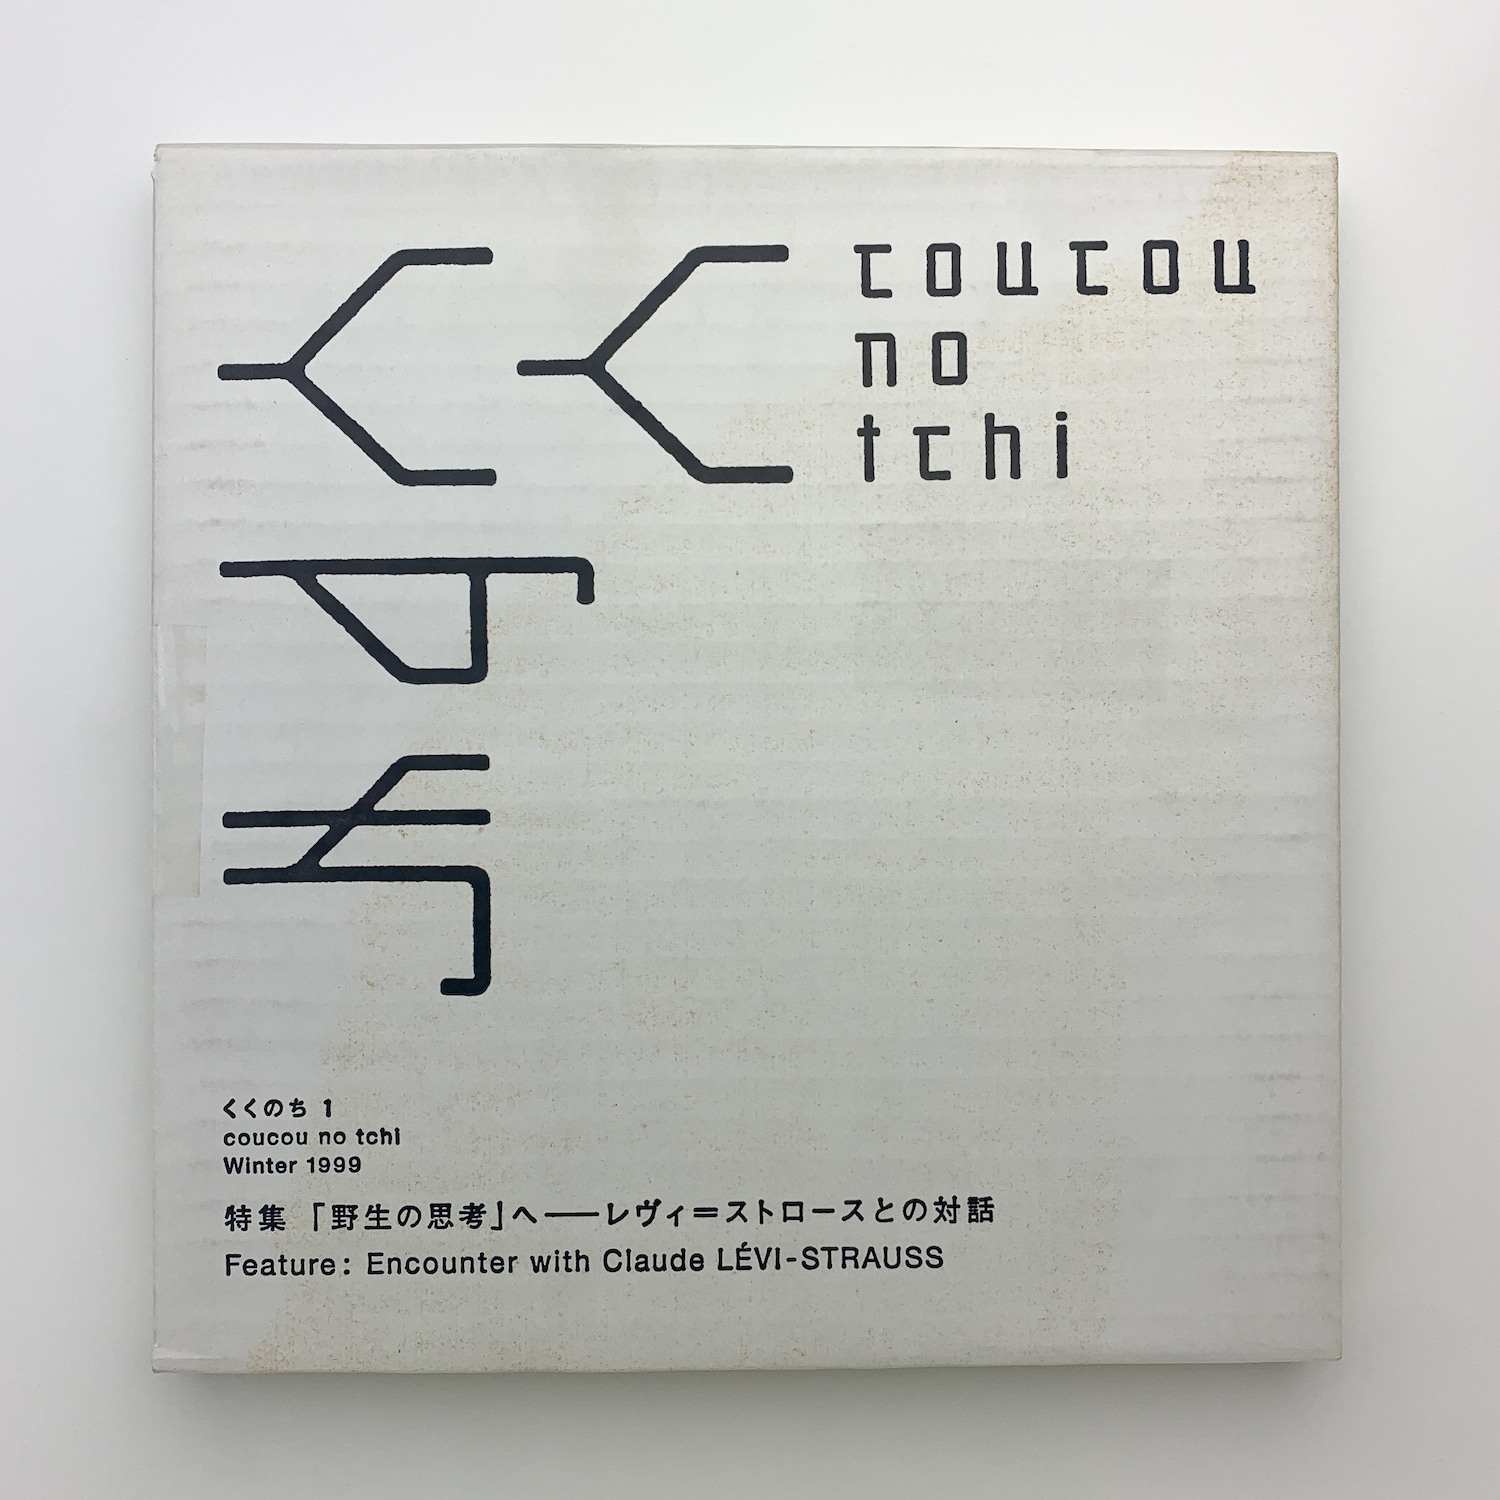 くく
のち
coucou
no
tchi
くくのち 1
coucou no tchi
Winter 1999
特集 「野生の思考」へ――レヴィ=ストロースとの対話
Feature: Encounter with Claude LÉVI-STRAUSS